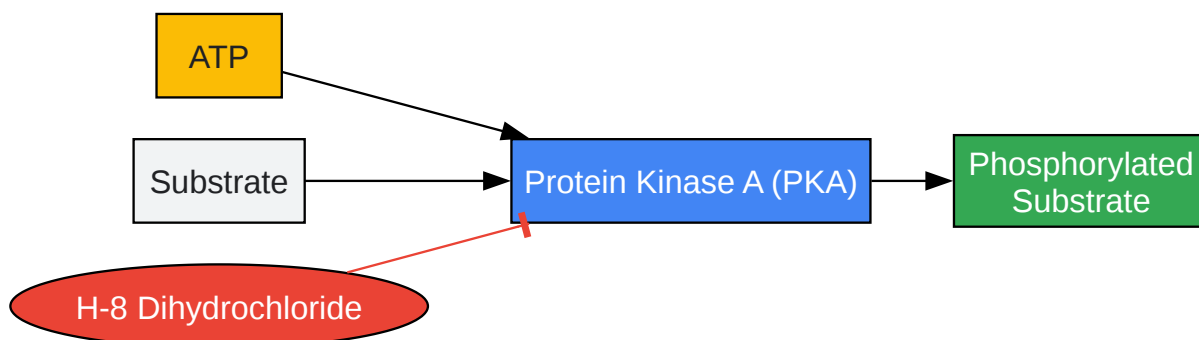 ATP
Substrate
Protein Kinase A (PKA)
Phosphorylated
Substrate
H-8 Dihydrochloride